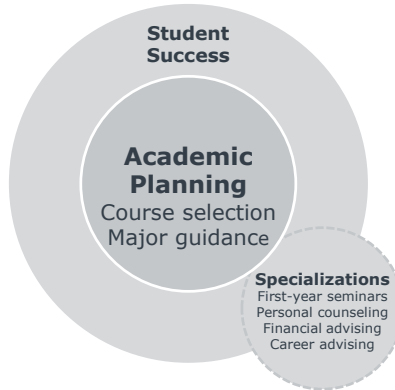 Student
Success
Academic
Planning
Course selection
Major guidance
Specializations
First-year seminars
Personal counseling
Financial advising
Career advising